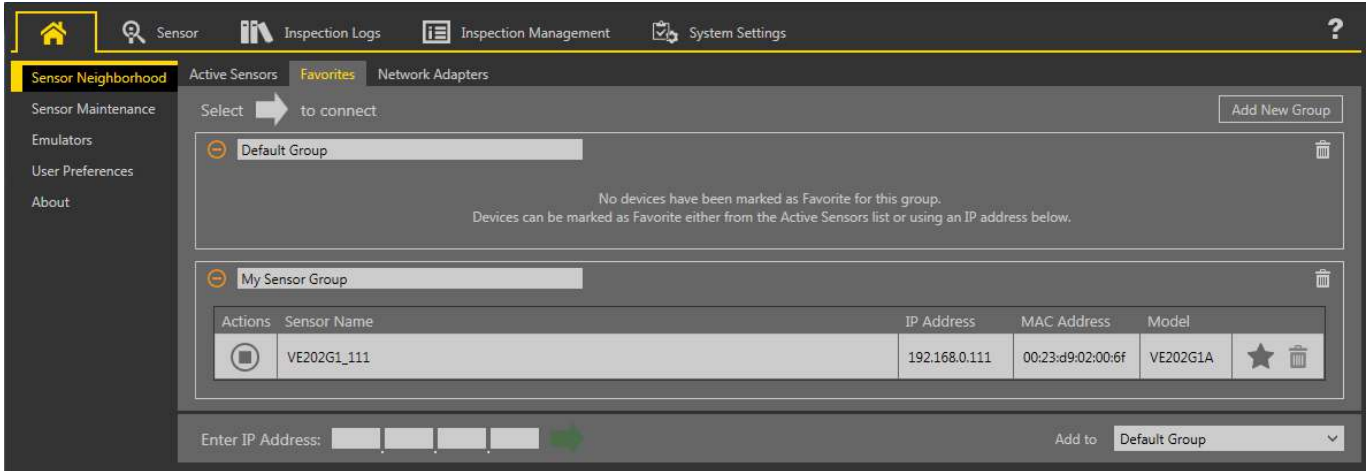 Sensor Inspection Logs Inspection Management System Settings ?
Sensor Neighborhood
Sensor Maintenance
Emulators
User Preferences
About
Active Sensors Favorites Network Adapters
Select to connect Add New Group
Default Group
No devices have been marked as Favorite for this group.
Devices can be marked as Favorite either from the Active Sensors list or using an IP address below.
My Sensor Group
Actions Sensor Name IP Address MAC Address Model
VE202G1_111 192.168.0.111 00:23:d9:02:00:6f VE202G1A
Enter IP Address: . . . Add to Default Group